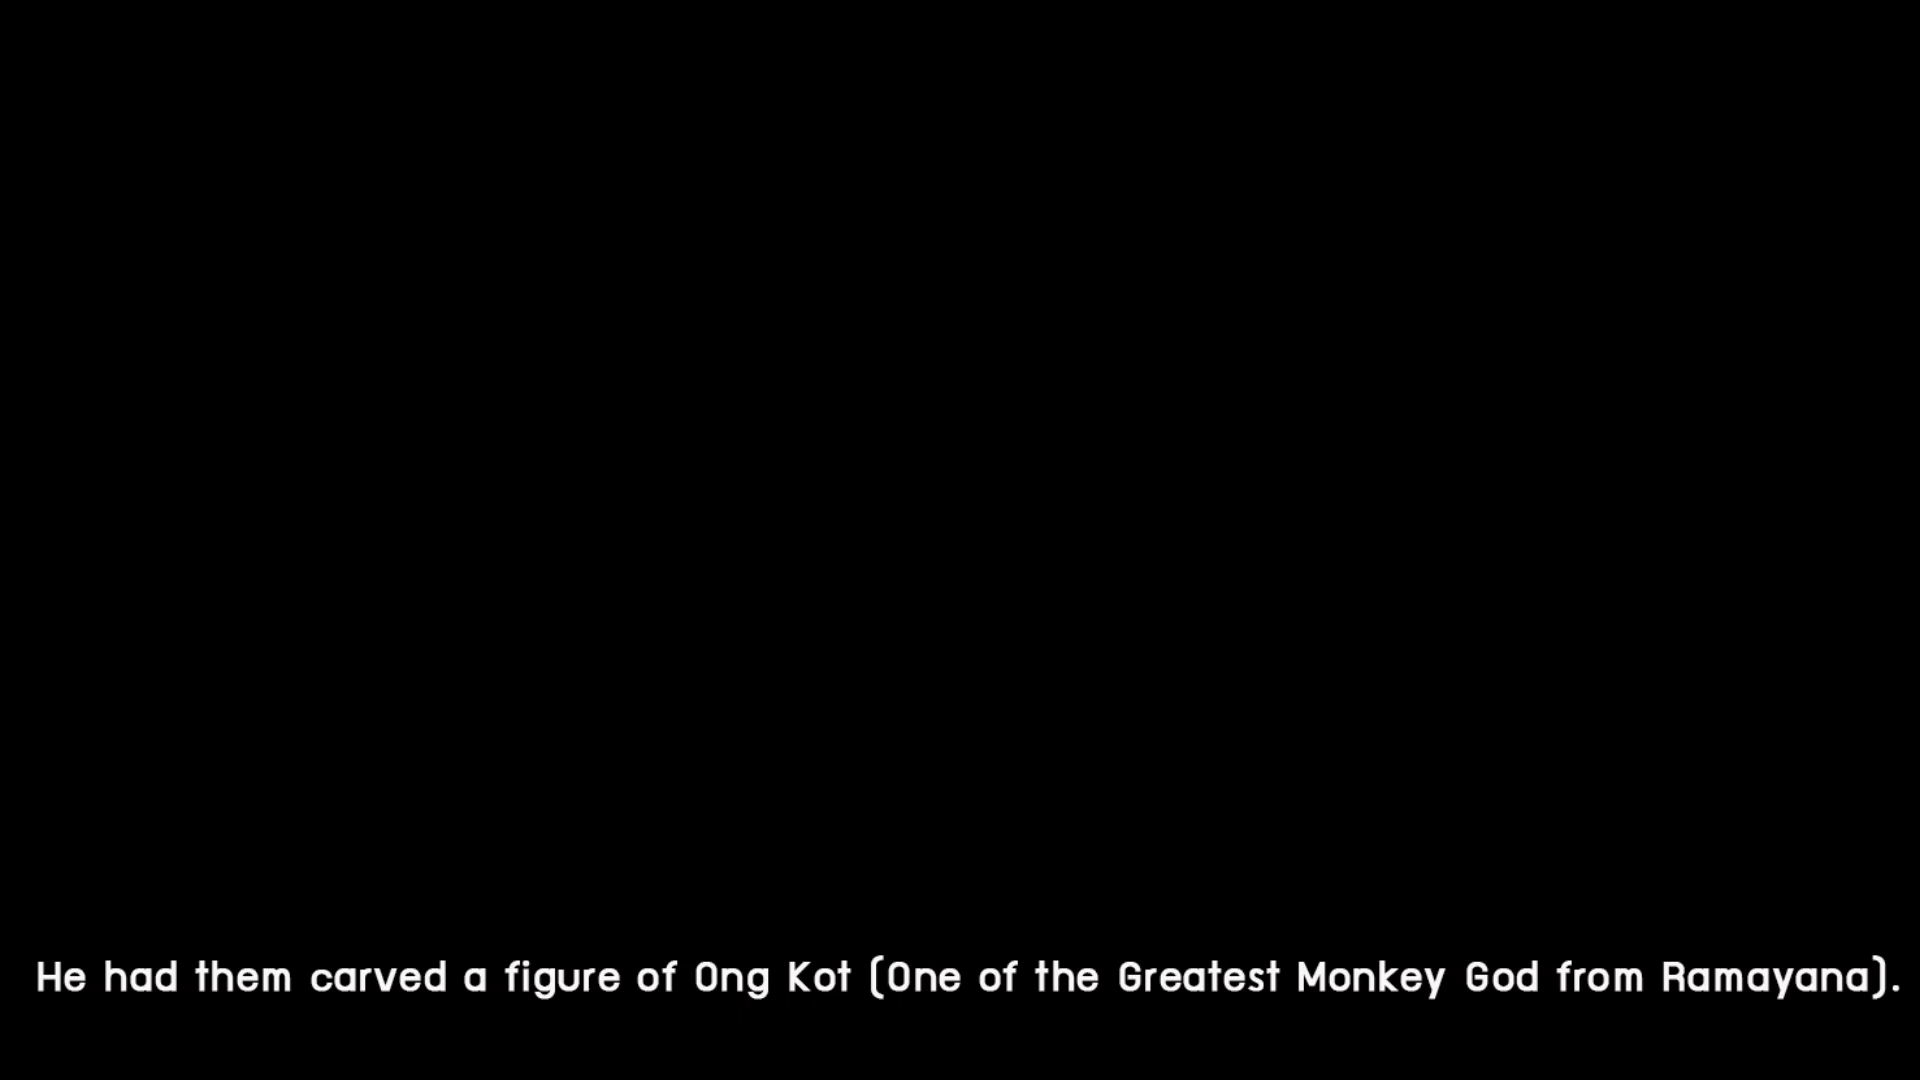 He had them carved a figure of Ong Kot (One of the Greatest Monkey God from Ramayana).